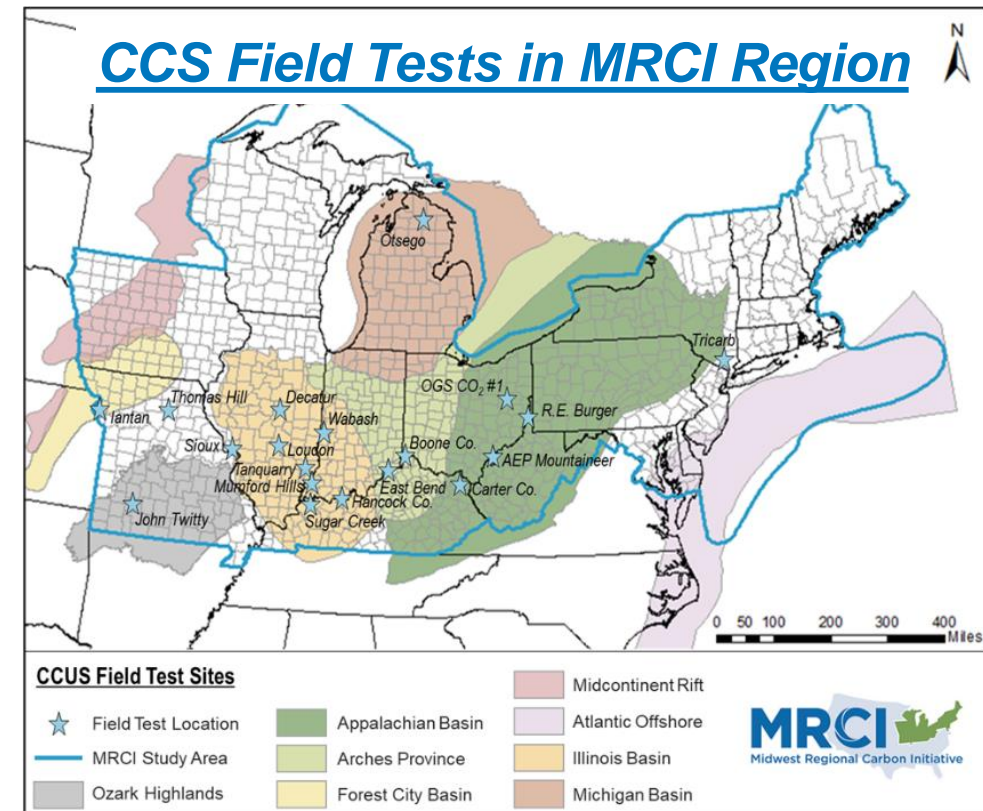 CCS Field Tests in MRCI Region
N
Otsego
Tricarb
OGS CO₂ #1
Thomas Hill
Decatur
Iantan
Wabash
R.E. Burger
Sioux
Loudon
Boone Co.
Tanquarry
AEP Mountaineer
Mumford Hills
East Bend
Carter Co.
Hancock Co.
John Twitty
Sugar Creek
0 50 100 200 300 400
Miles
CCUS Field Test Sites
Field Test Location
MRCI Study Area
Ozark Highlands
Appalachian Basin
Arches Province
Forest City Basin
Midcontinent Rift
Atlantic Offshore
Illinois Basin
Michigan Basin
MRCI
Midwest Regional Carbon Initiative